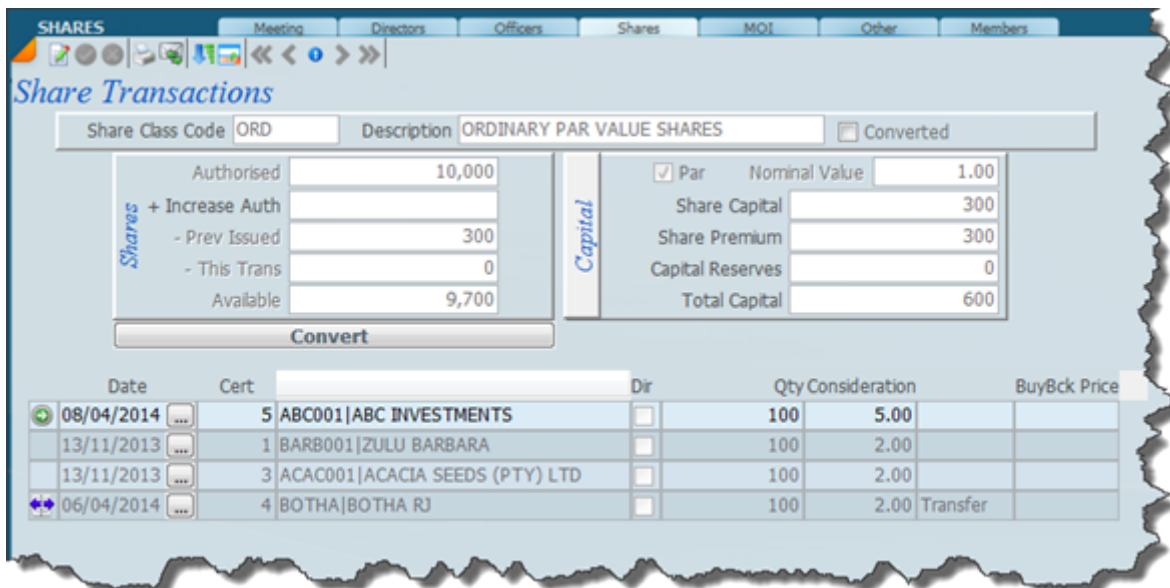 SHARES Meeting Directors Officers Shares MOI Other Members
Share Transactions
Share Class Code ORD Description ORDINARY PAR VALUE SHARES Converted
Shares
Authorised 10,000
+ Increase Auth
- Prev Issued 300
- This Trans 0
Available 9,700
Capital
Par Nominal Value 1.00
Share Capital 300
Share Premium 300
Capital Reserves 0
Total Capital 600
Convert
Date Cert Dir Qty Consideration BuyBck Price
08/04/2014 ... 5 ABC001|ABC INVESTMENTS 100 5.00
13/11/2013 ... 1 BARB001|ZULU BARBARA 100 2.00
13/11/2013 ... 3 ACAC001|ACACIA SEEDS (PTY) LTD 100 2.00
06/04/2014 ... 4 BOTHA|BOTHA RJ 100 2.00 Transfer